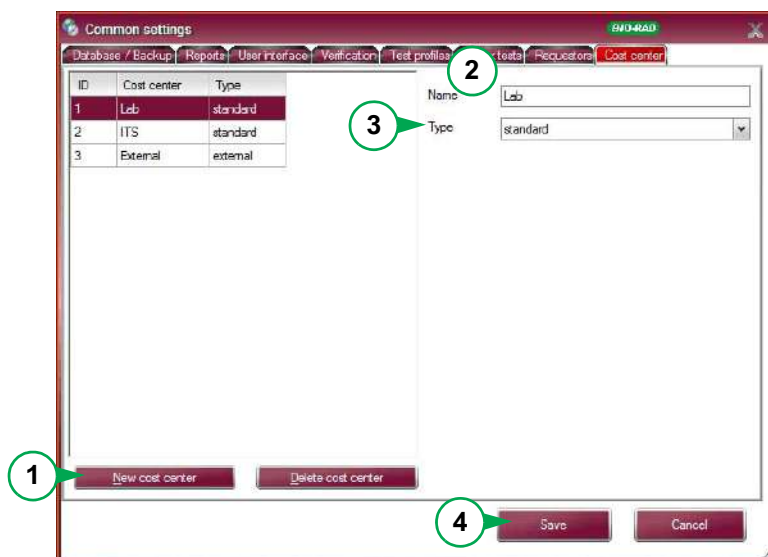 Common settings
BIO-RAD
Database / Backup Reports User interface Verification Test profiles tests Requestors Cost center
2
ID Cost center Type
Name Lab
1 Lab standard
3
Type standard
2 ITS standard
3 External external
1
New cost center Delete cost center
4
Save Cancel